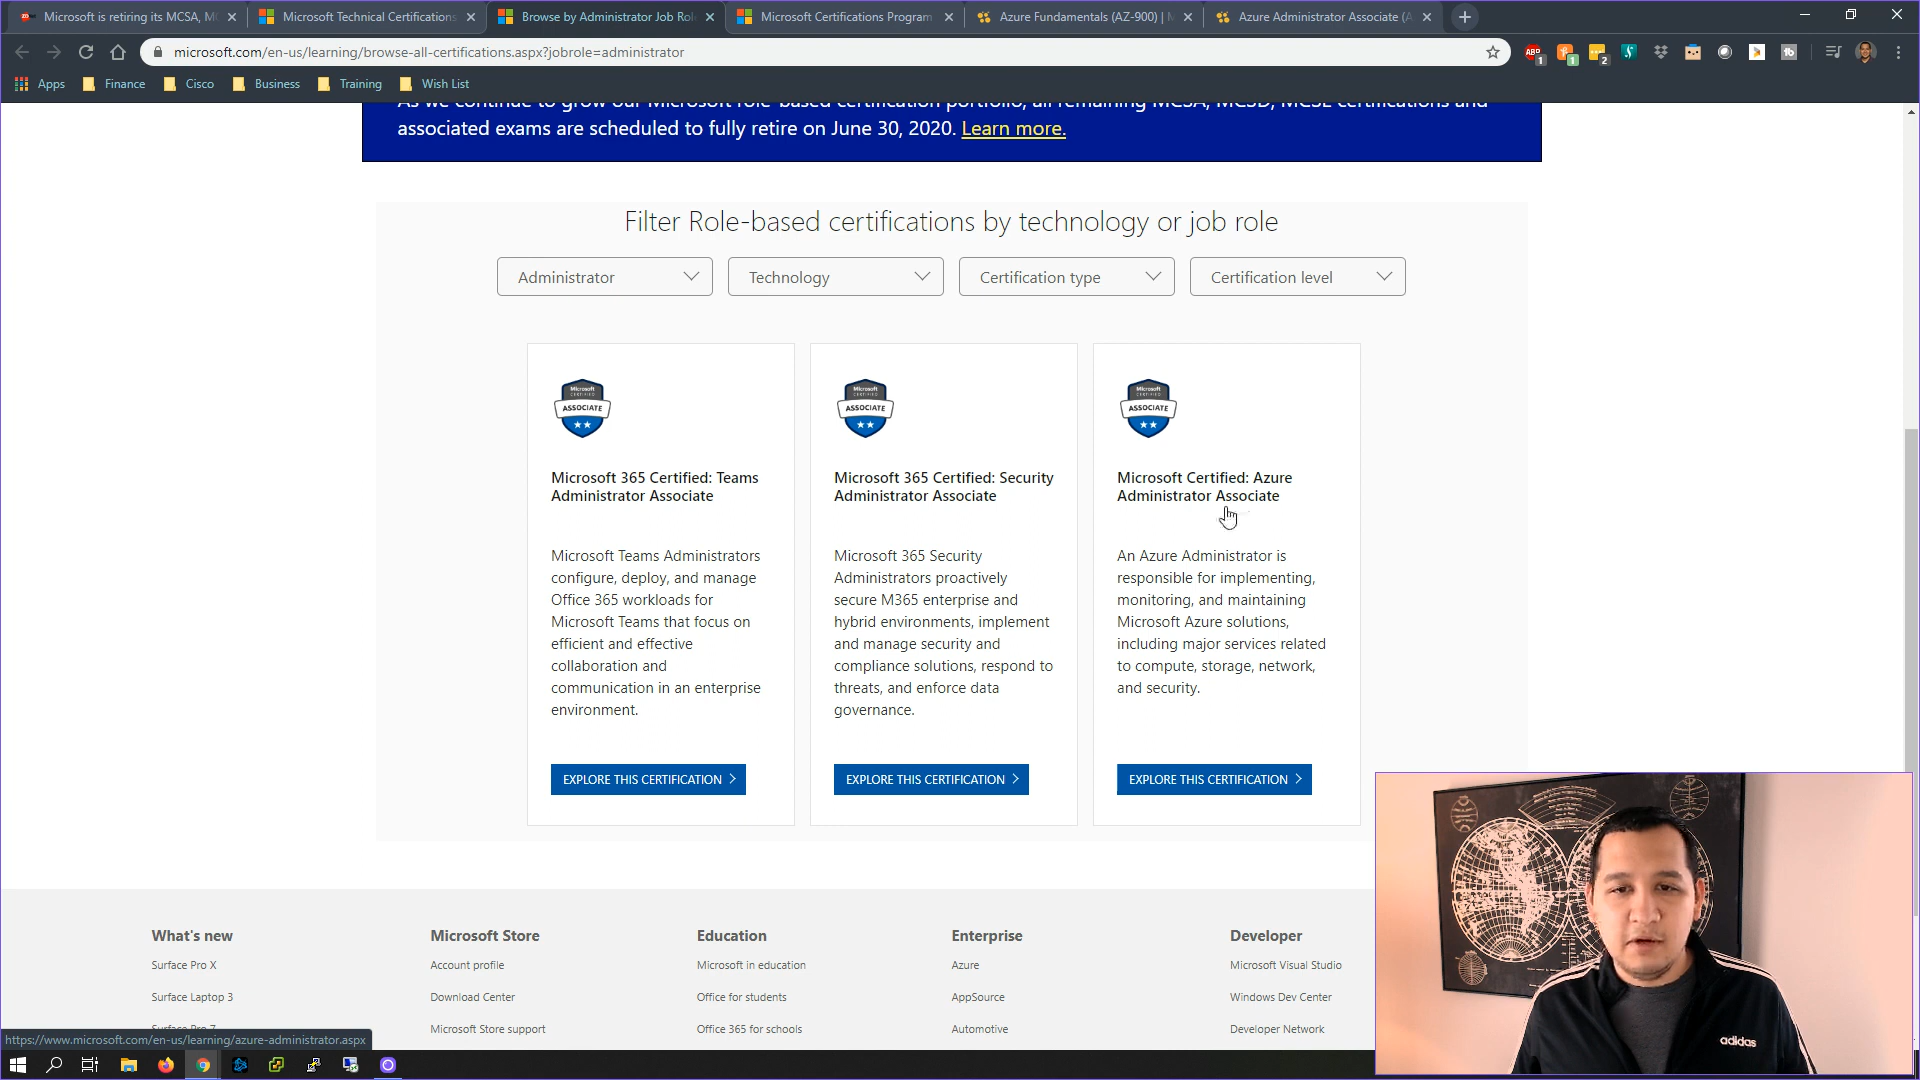 Microsoft is retiring its MCSA, MC
Microsoft Technical Certifications
Browse by Administrator Job Rol
Microsoft Certifications Program
Azure Fundamentals (AZ-900) |
Azure Administrator Associate (A
microsoft.com/en-us/learning/browse-all-certifications.aspx?jobrole=administrator
Apps
Finance
Cisco
Business
Training
Wish List
As we continue to grow our Microsoft role-based certification portfolio, all remaining MCSA, MCSD, MCSE certifications and
associated exams are scheduled to fully retire on June 30, 2020. Learn more.
Filter Role-based certifications by technology or job role
Administrator
Technology
Certification type
Certification level
Microsoft
CERTIFIED
ASSOCIATE
Microsoft 365 Certified: Teams
Administrator Associate
Microsoft Teams Administrators
configure, deploy, and manage
Office 365 workloads for
Microsoft Teams that focus on
efficient and effective
collaboration and
communication in an enterprise
environment.
EXPLORE THIS CERTIFICATION
Microsoft
CERTIFIED
ASSOCIATE
Microsoft 365 Certified: Security
Administrator Associate
Microsoft 365 Security
Administrators proactively
secure M365 enterprise and
hybrid environments, implement
and manage security and
compliance solutions, respond to
threats, and enforce data
governance.
EXPLORE THIS CERTIFICATION
Microsoft
CERTIFIED
ASSOCIATE
Microsoft Certified: Azure
Administrator Associate
An Azure Administrator is
responsible for implementing,
monitoring, and maintaining
Microsoft Azure solutions,
including major services related
to compute, storage, network,
and security.
EXPLORE THIS CERTIFICATION
What's new
Surface Pro X
Surface Laptop 3
Surface Pro 7
Microsoft Store
Account profile
Download Center
Microsoft Store support
Education
Microsoft in education
Office for students
Office 365 for schools
Enterprise
Azure
AppSource
Automotive
Developer
Microsoft Visual Studio
Windows Dev Center
Developer Network
https://www.microsoft.com/en-us/learning/azure-administrator.aspx
adidas